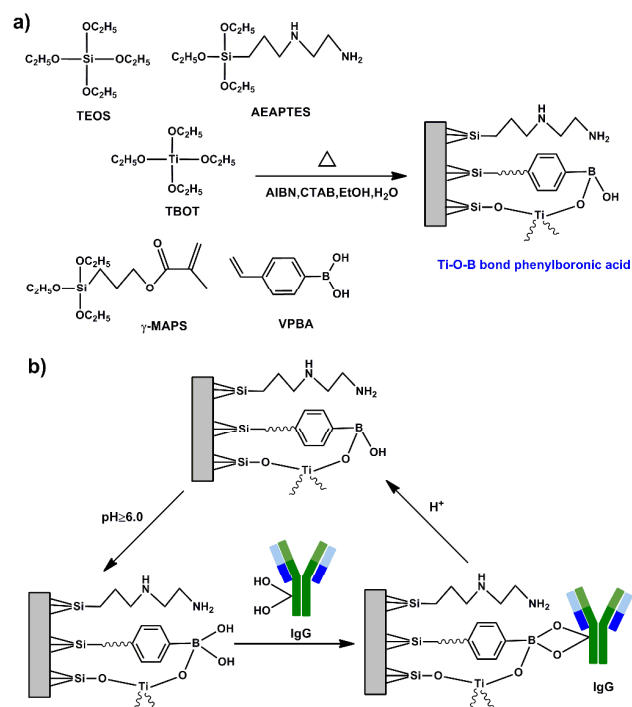 a)
OC₂H₅
C₂H₅O Si OC₂H₅
OC₂H₅
TEOS
OC₂H₅
C₂H₅O Si
OC₂H₅
H
N
NH₂
AEAPTES
OC₂H₅
C₂H₅O Ti OC₂H₅
OC₂H₅
TBOT
AIBN,CTAB,EtOH,H₂O
OC₂H₅
C₂H₅O Si
OC₂H₅
O
O
γ-MAPS
OH
B
OH
VPBA
Si
H
N
NH₂
Si
B
OH
Si O
O
Ti
Ti-O-B bond phenylboronic acid
b)
Si
H
N
NH₂
Si
B
OH
Si O
O
Ti
pH≥6.0
H⁺
Si
H
N
NH₂
Si
B
OH
OH
Si O
O
Ti
HO
HO
IgG
Si
H
N
NH₂
Si
B
O
O
Si O
O
Ti
IgG